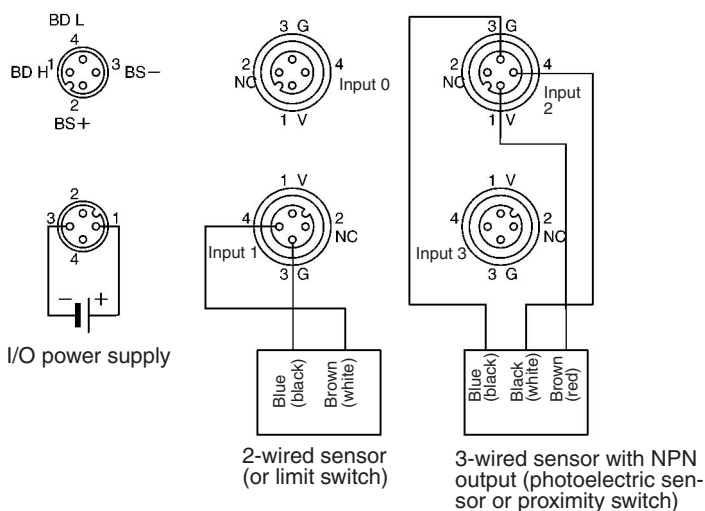 BD L
4
BD H
1
3
BS−
2
BS+
3 G
2
NC
4
Input 0
1 V
3 G
2
NC
4
Input
2
1 V
2
3
1
4
− +
I/O power supply
1 V
4
2
NC
Input 1
3 G
1 V
4
2
NC
Input 3
3 G
Blue
(black)
Brown
(white)
2-wired sensor
(or limit switch)
Blue
(black)
Black
(white)
Brown
(red)
3-wired sensor with NPN
output (photoelectric sen-
sor or proximity switch)